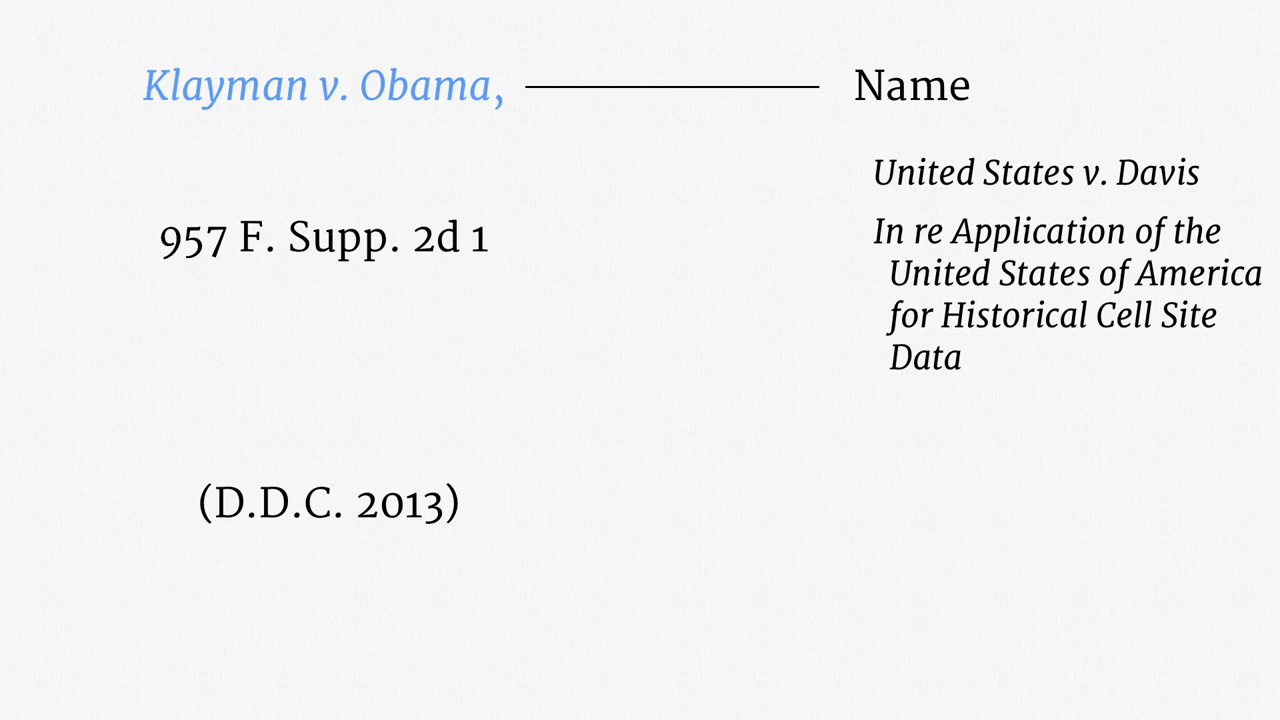 Klayman v. Obama,
Name
United States v. Davis
957 F. Supp. 2d 1
In re Application of the
United States of America
for Historical Cell Site
Data
(D.D.C. 2013)